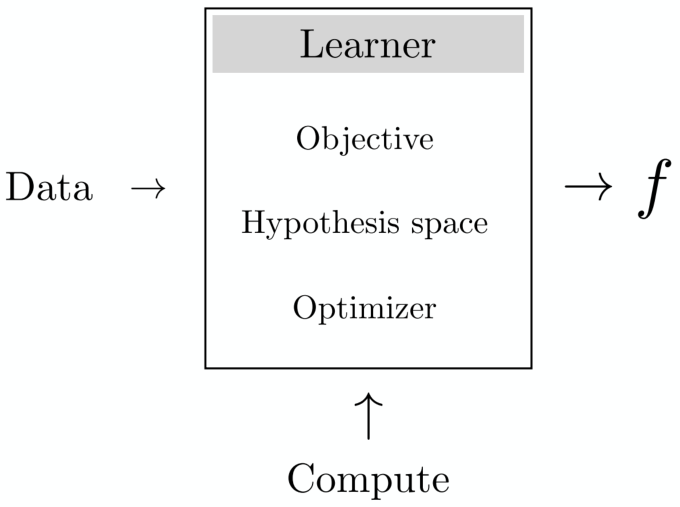 Learner
Objective
Data → Hypothesis space → f
Optimizer
↑
Compute